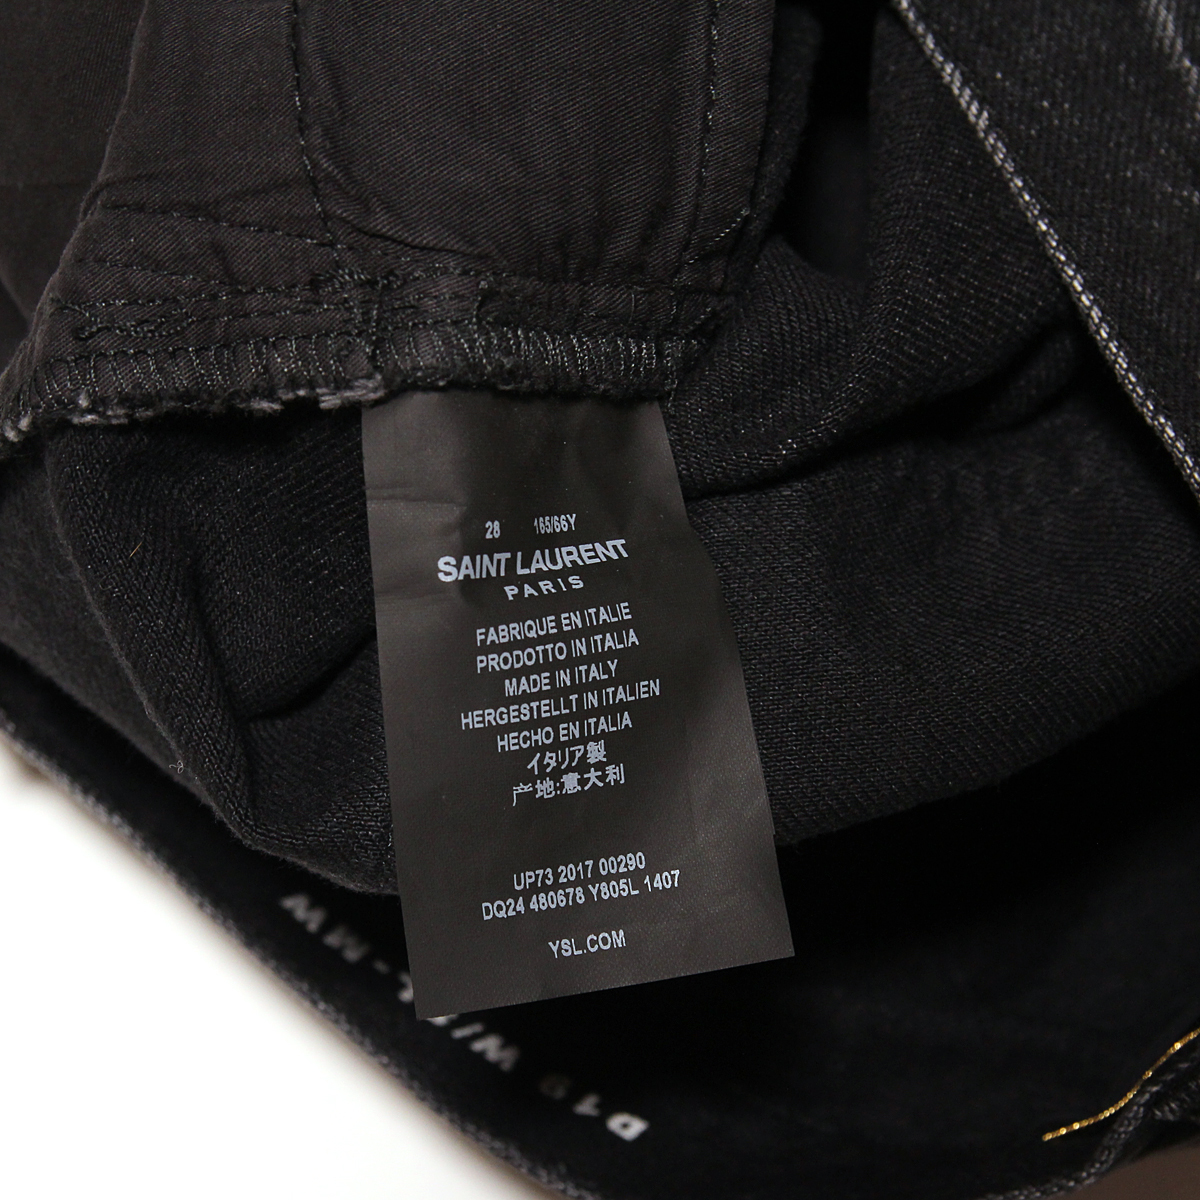 28 165/66Y
SAINT LAURENT
PARIS
FABRIQUE EN ITALIE
PRODOTTO IN ITALIA
MADE IN ITALY
HERGESTELLT IN ITALIEN
HECHO EN ITALIA
イタリア製
产地:意大利
UP73 2017 00290
DQ24 480678 Y805L 1407
YSL.COM
D19 -MW